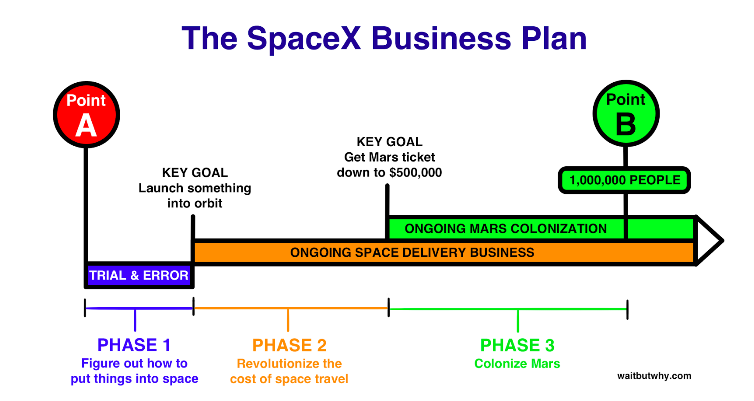 The SpaceX Business Plan
Point
A
Point
B
KEY GOAL
Launch something
into orbit
KEY GOAL
Get Mars ticket
down to $500,000
1,000,000 PEOPLE
ONGOING MARS COLONIZATION
ONGOING SPACE DELIVERY BUSINESS
TRIAL & ERROR
PHASE 1
Figure out how to
put things into space
PHASE 2
Revolutionize the
cost of space travel
PHASE 3
Colonize Mars
waitbutwhy.com